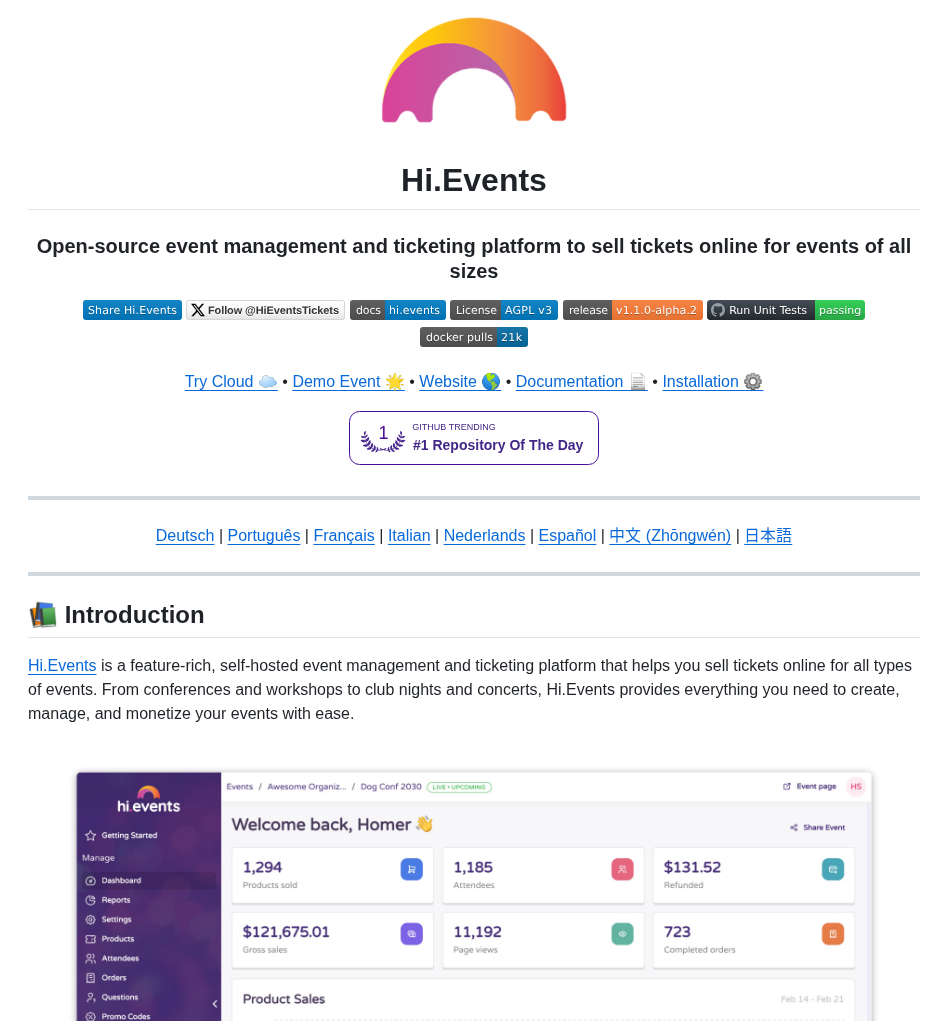 Hi.Events
Open-source event management and ticketing platform to sell tickets online for events of all
sizes
Share Hi.Events Follow @HiEventsTickets docs hi.events License AGPL v3 release v1.1.0-alpha.2 Run Unit Tests passing
docker pulls 21k
Try Cloud ☁️ • Demo Event 🌟 • Website 🌎 • Documentation 📄 • Installation ⚙️
1 GITHUB TRENDING
#1 Repository Of The Day
Deutsch | Português | Français | Italian | Nederlands | Español | 中文 (Zhōngwén) | 日本語
📚 Introduction
Hi.Events is a feature-rich, self-hosted event management and ticketing platform that helps you sell tickets online for all types
of events. From conferences and workshops to club nights and concerts, Hi.Events provides everything you need to create,
manage, and monetize your events with ease.
hi.events
Getting Started
Manage
Dashboard
Reports
Settings
Products
Attendees
Orders
Questions
Promo Codes
Events / Awesome Organiz... / Dog Conf 2030 LIVE • UPCOMING
Event page HS
Welcome back, Homer 👋
Share Event
1,294
Products sold
1,185
Attendees
$131.52
Refunded
$121,675.01
Gross sales
11,192
Page views
723
Completed orders
Product Sales
Feb 14 - Feb 21